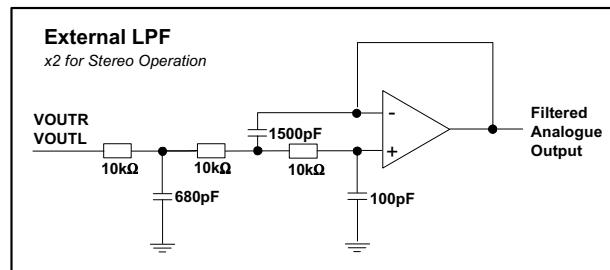 External LPF
x2 for Stereo Operation
VOUTR
VOUTL
10kΩ
680pF
10kΩ
1500pF
10kΩ
100pF
-
+
Filtered
Analogue
Output